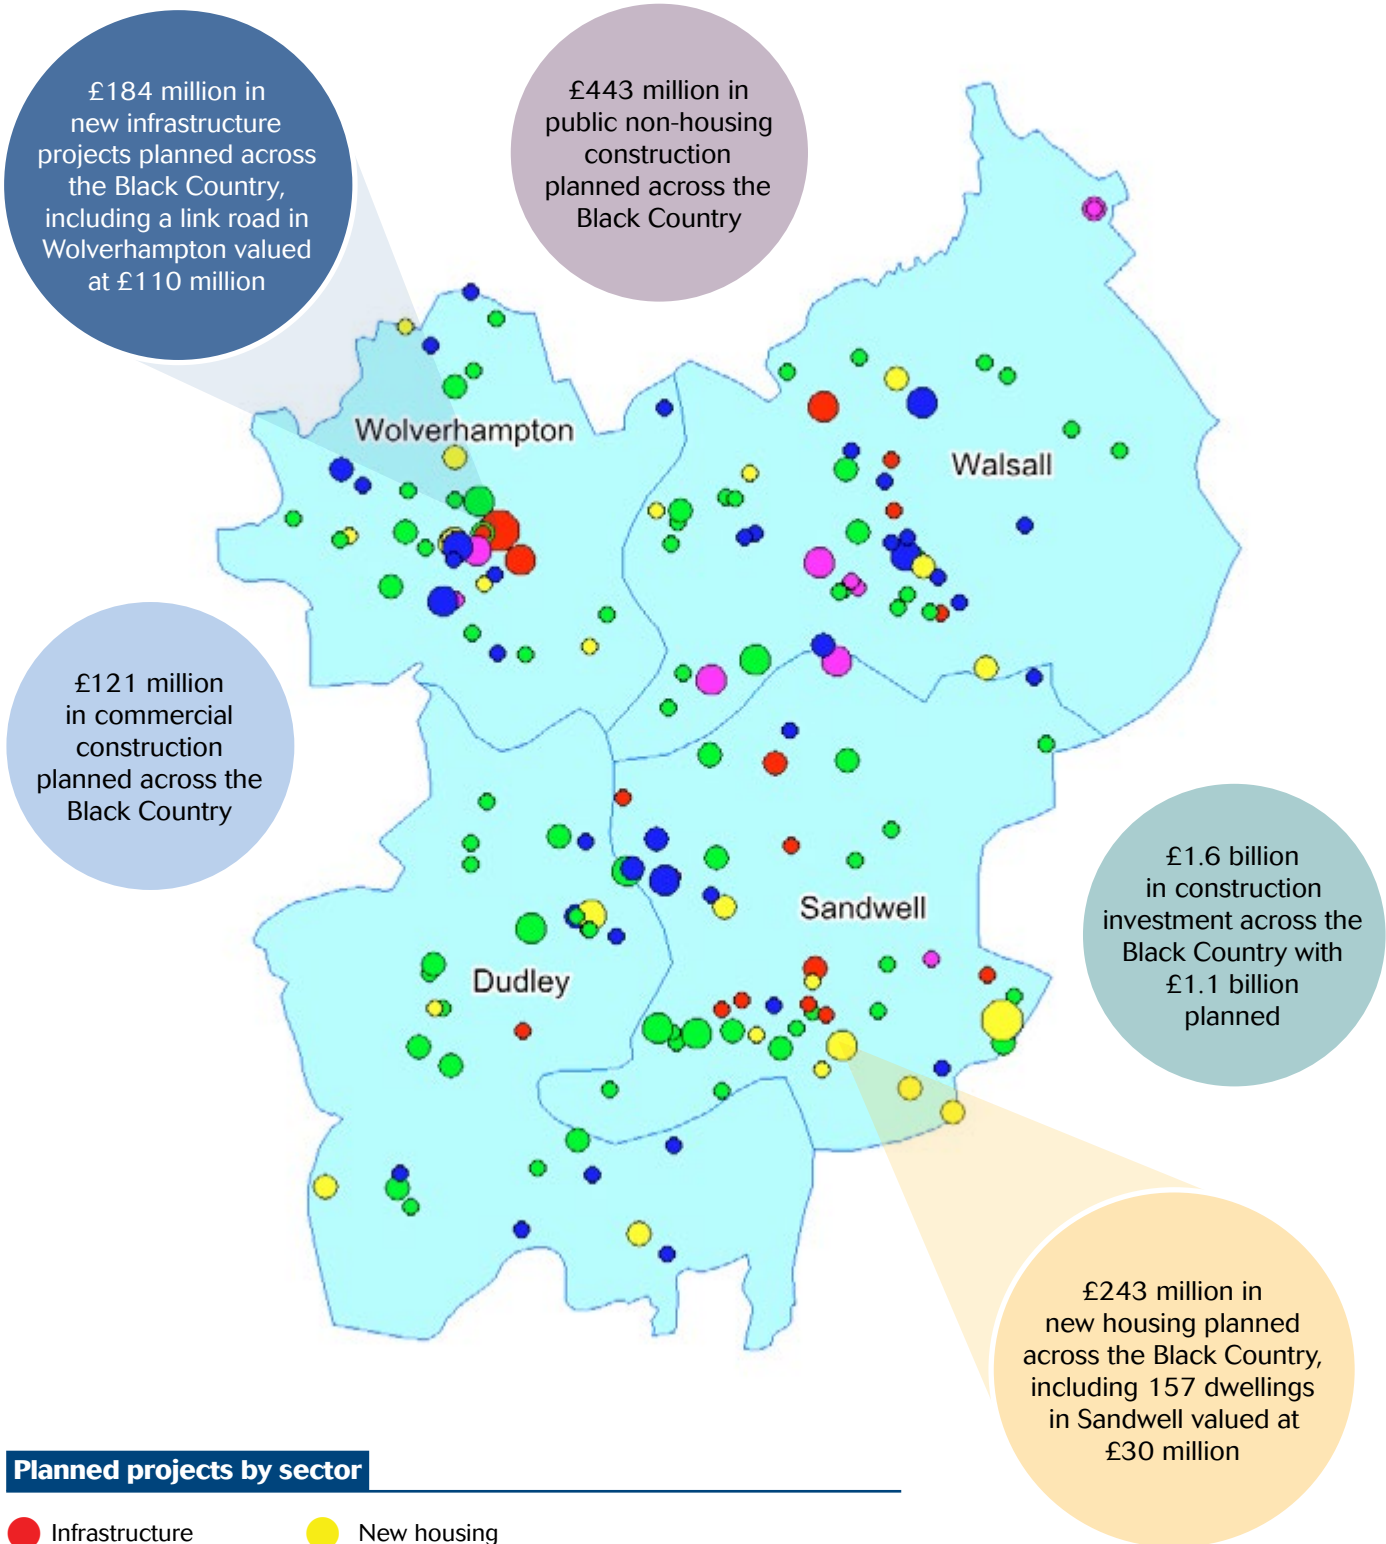 £184 million in
new infrastructure
projects planned across
the Black Country,
including a link road in
Wolverhampton valued
at £110 million
£443 million in
public non-housing
construction
planned across the
Black Country
Wolverhampton
Walsall
£121 million
in commercial
construction
planned across the
Black Country
Sandwell
£1.6 billion
in construction
investment across the
Black Country with
£1.1 billion
planned
Dudley
£243 million in
new housing planned
across the Black Country,
including 157 dwellings
in Sandwell valued at
£30 million
Planned projects by sector
Infrastructure
New housing